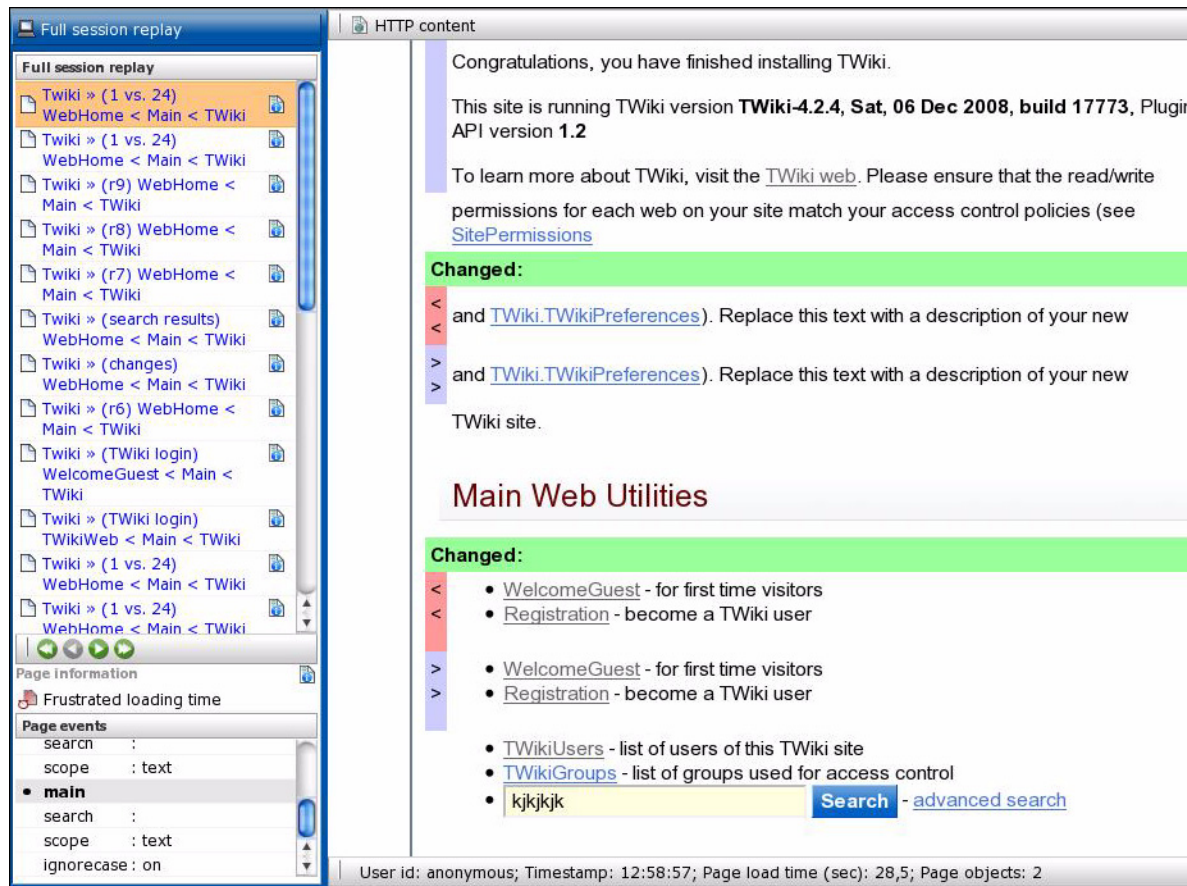 Full session replay
Full session replay
Twiki » (1 vs. 24)
WebHome < Main < TWiki
Twiki » (1 vs. 24)
WebHome < Main < TWiki
Twiki » (r9) WebHome <
Main < TWiki
Twiki » (r8) WebHome <
Main < TWiki
Twiki » (r7) WebHome <
Main < TWiki
Twiki » (search results)
WebHome < Main < TWiki
Twiki » (changes)
WebHome < Main < TWiki
Twiki » (r6) WebHome <
Main < TWiki
Twiki » (TWiki login)
WelcomeGuest < Main <
TWiki
Twiki » (TWiki login)
TWikiWeb < Main < TWiki
Twiki » (1 vs. 24)
WebHome < Main < TWiki
Twiki » (1 vs. 24)
WebHome < Main < TWiki
Page information
Frustrated loading time
Page events
search :
scope : text
• main
search :
scope : text
ignorecase : on
HTTP content
Congratulations, you have finished installing TWiki.
This site is running TWiki version TWiki-4.2.4, Sat, 06 Dec 2008, build 17773, Plugin
API version 1.2
To learn more about TWiki, visit the TWiki web. Please ensure that the read/write
permissions for each web on your site match your access control policies (see
SitePermissions
Changed:
<
< and TWiki.TWikiPreferences). Replace this text with a description of your new
>
> and TWiki.TWikiPreferences). Replace this text with a description of your new
TWiki site.
Main Web Utilities
Changed:
< • WelcomeGuest - for first time visitors
< • Registration - become a TWiki user
> • WelcomeGuest - for first time visitors
> • Registration - become a TWiki user
• TWikiUsers - list of users of this TWiki site
• TWikiGroups - list of groups used for access control
• kjkjkjk Search - advanced search
User id: anonymous; Timestamp: 12:58:57; Page load time (sec): 28,5; Page objects: 2